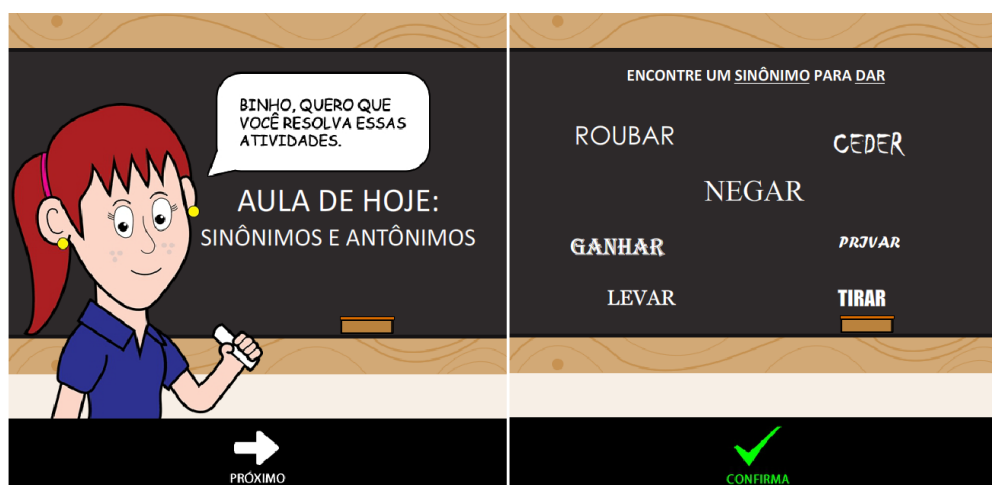 BINHO, QUERO QUE
VOCÊ RESOLVA ESSAS
ATIVIDADES.
AULA DE HOJE:
SINÔNIMOS E ANTÔNIMOS
PRÓXIMO
ENCONTRE UM SINÔNIMO PARA DAR
ROUBAR
CEDER
NEGAR
GANHAR
PRIVAR
LEVAR
TIRAR
CONFIRMA